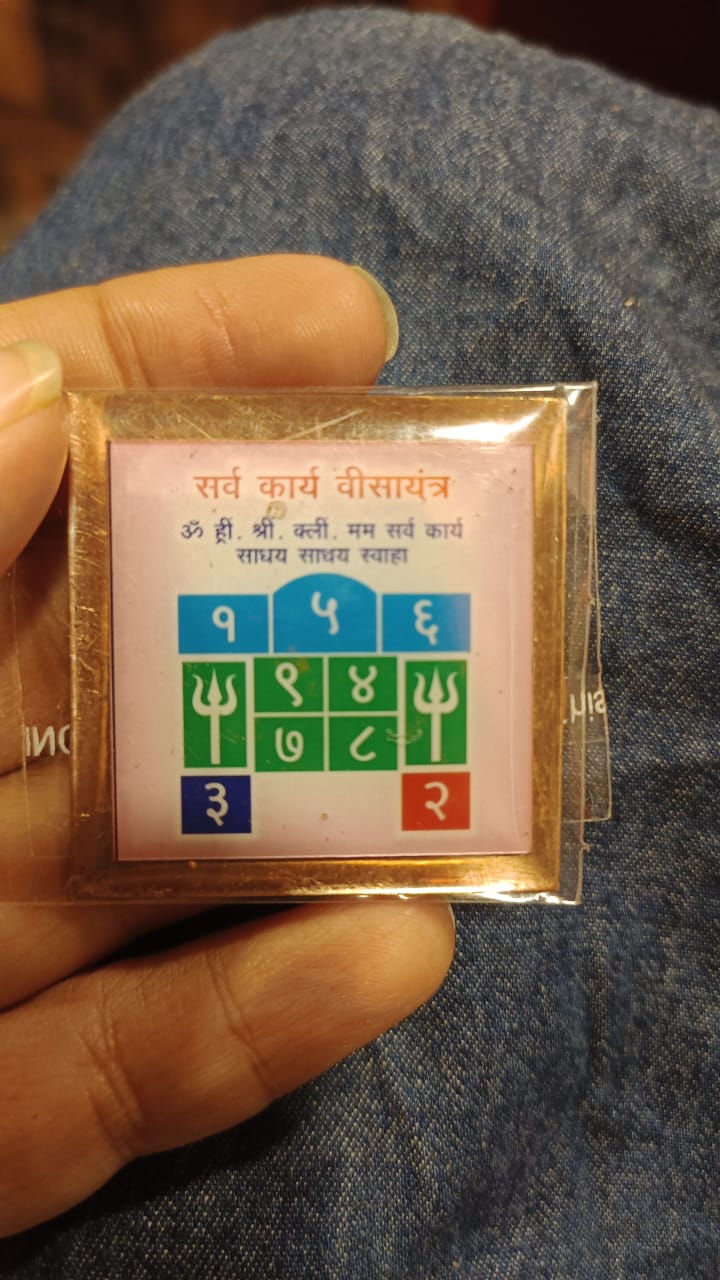 सर्व कार्य वीसायंत्र
ॐ ह्रीं. श्रीं. क्लीं. मम सर्व कार्य
साधय साधय स्वाहा
१ ५ ६
९ ४
७ ८
३ २